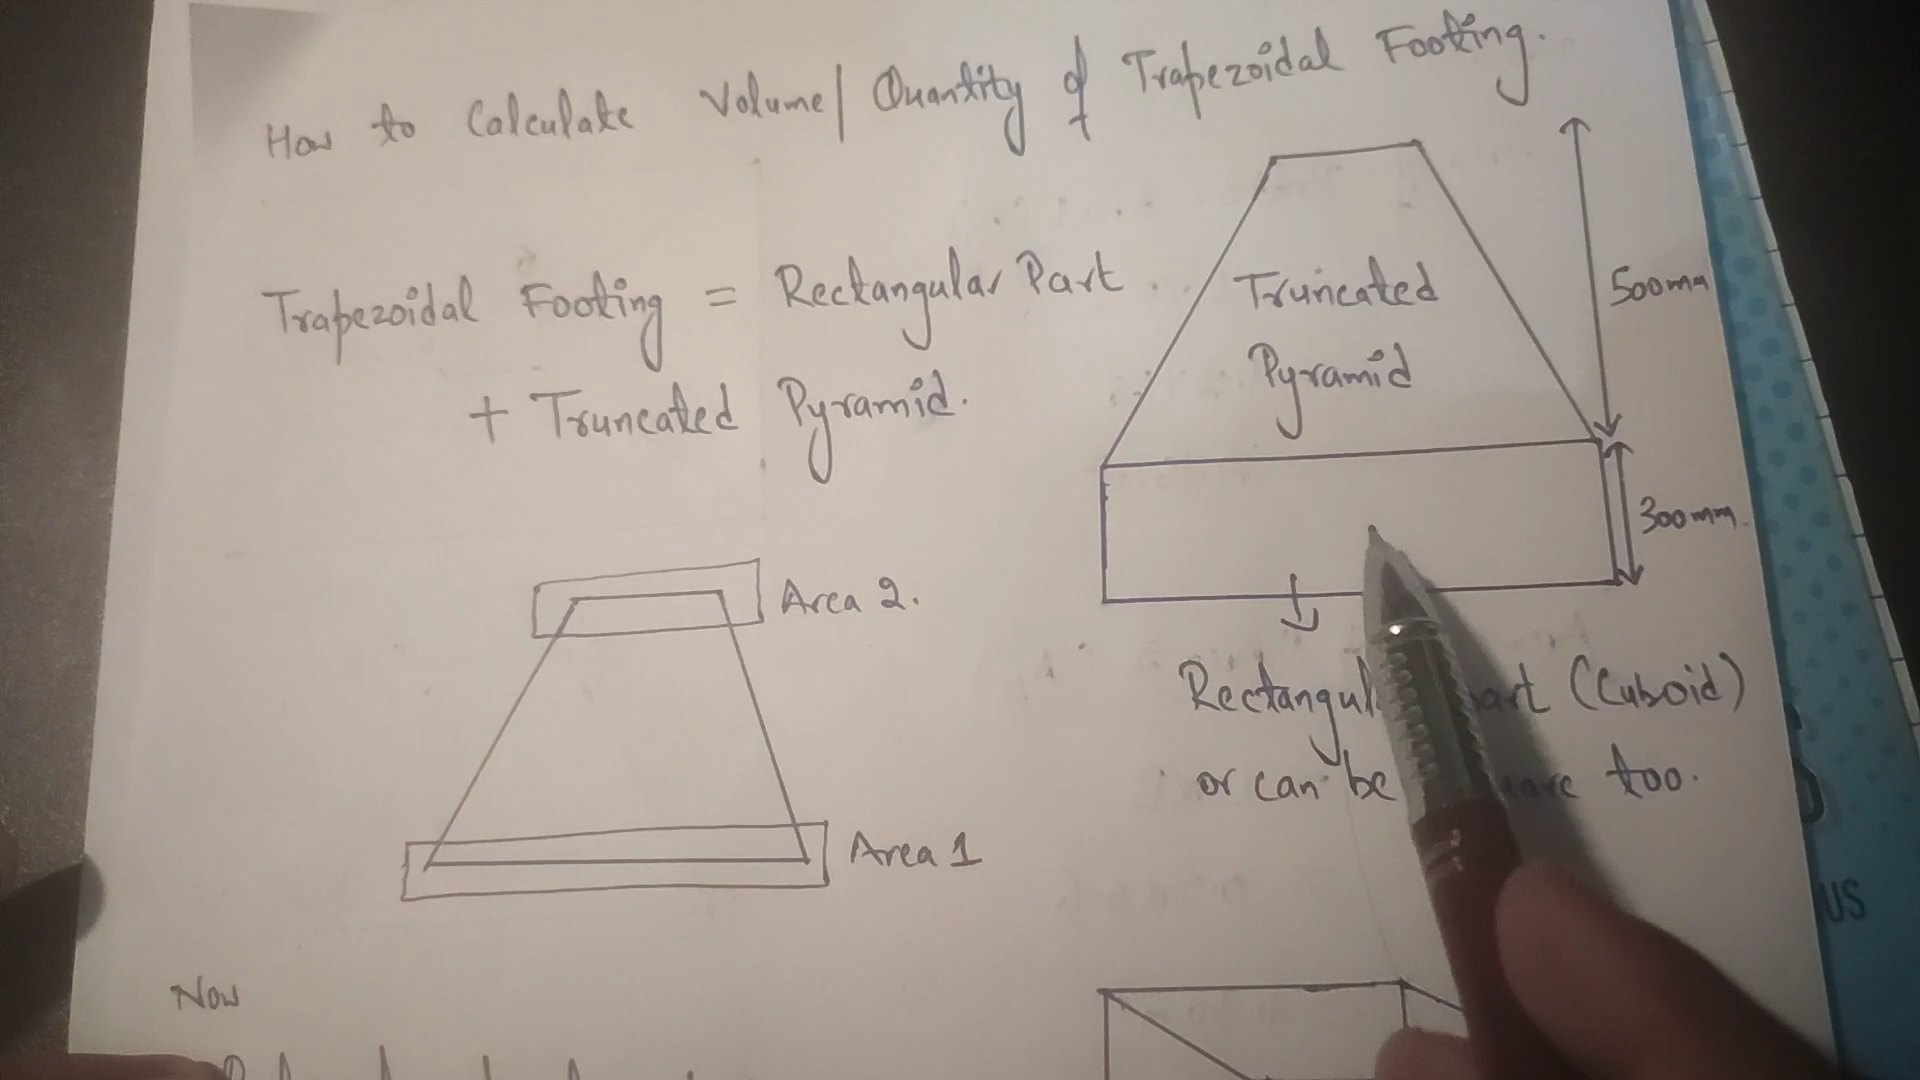 How to Calculate Volume/Quantity of Trapezoidal Footing.
Trapezoidal Footing = Rectangular Part
+ Truncated Pyramid.
Truncated
Pyramid
500mm
300mm.
Area 2.
Area 1
Rectangul art (Cuboid)
or can be too.
Now
US